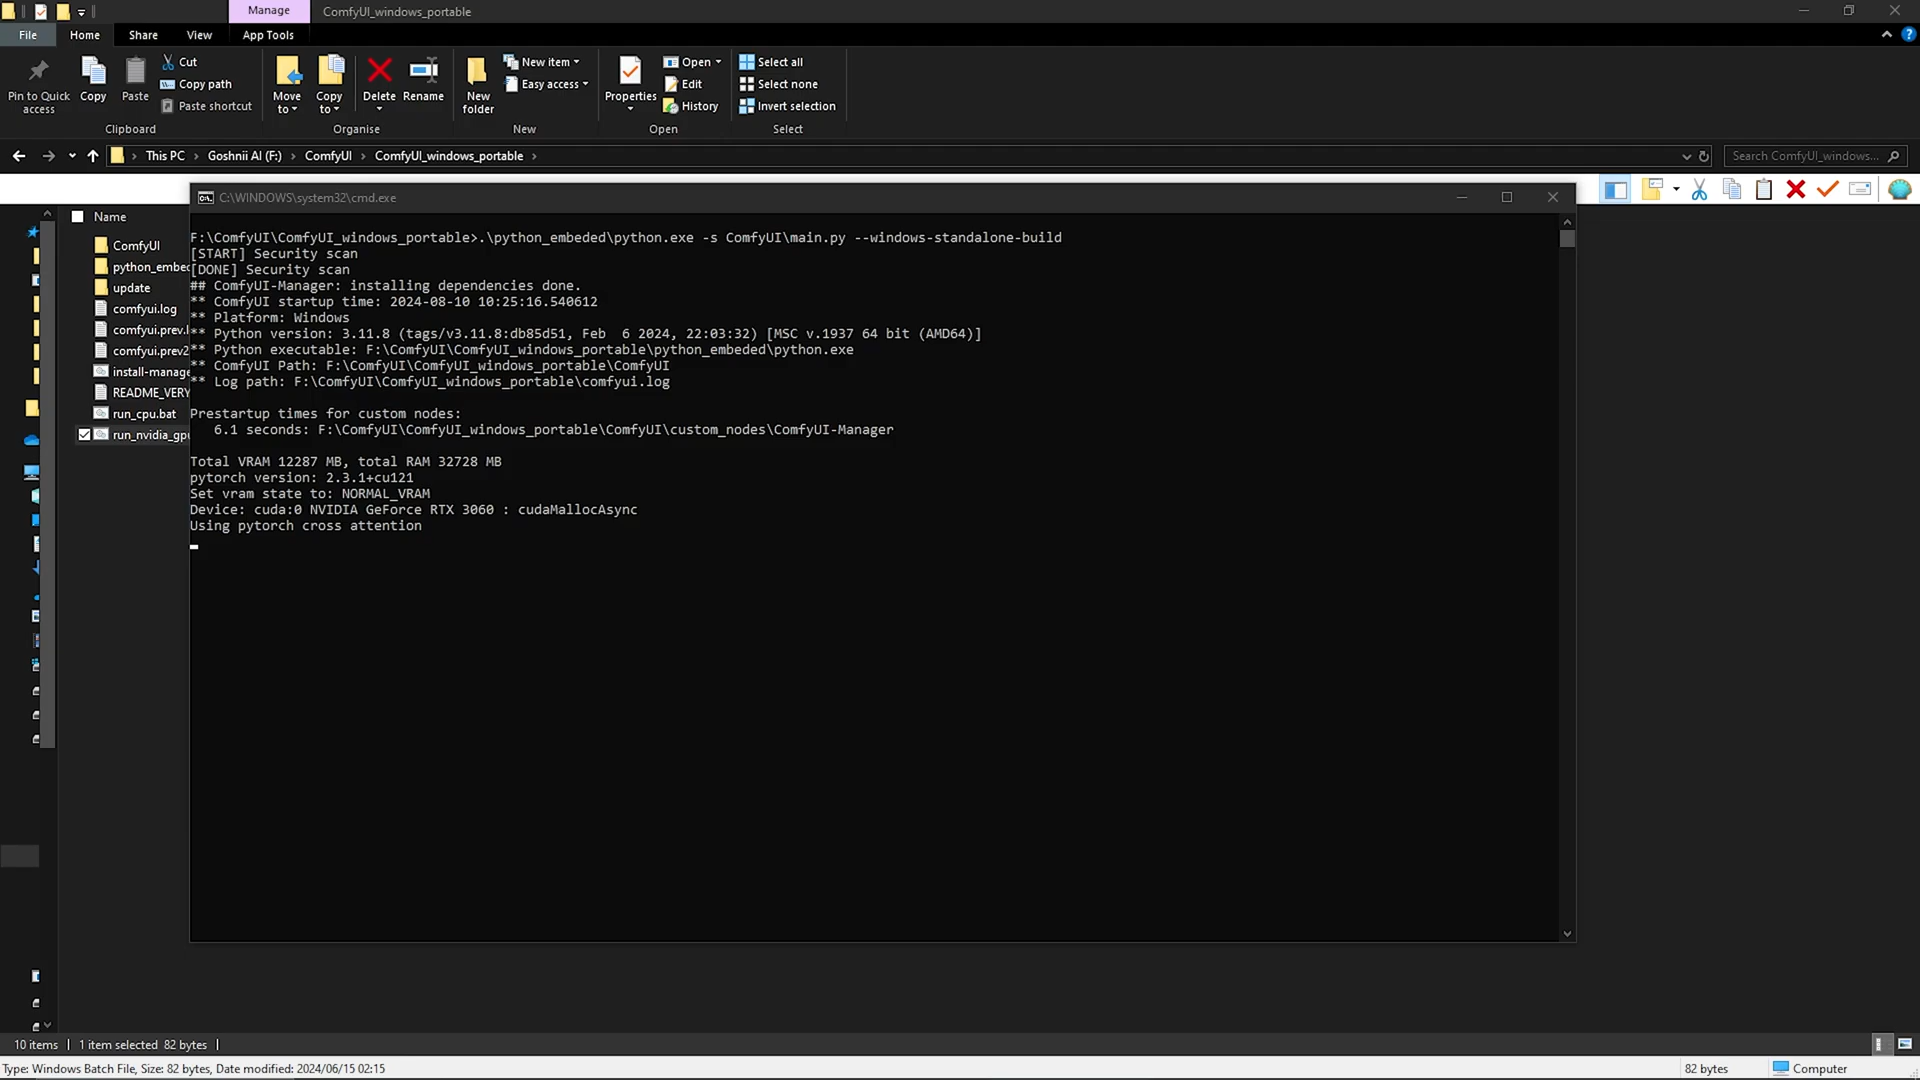 Manage
ComfyUI_windows_portable
File
Home
Share
View
App Tools
Pin to Quick access
Copy
Paste
Cut
Copy path
Paste shortcut
Move to
Copy to
Delete
Rename
New folder
New item
Easy access
Properties
Open
Edit
History
Select all
Select none
Invert selection
Clipboard
Organise
New
Open
Select
This PC
Goshnii AI (F:)
ComfyUI
ComfyUI_windows_portable
Search ComfyUI_windows...
C:\WINDOWS\system32\cmd.exe
Name
ComfyUI
python_embed
update
comfyui.log
comfyui.prev.l
comfyui.prev2
install-manage
README_VERY
run_cpu.bat
run_nvidia_gpu
F:\ComfyUI\ComfyUI_windows_portable>.\python_embeded\python.exe -s ComfyUI\main.py --windows-standalone-build
[START] Security scan
[DONE] Security scan
## ComfyUI-Manager: installing dependencies done.
** ComfyUI startup time: 2024-08-10 10:25:16.540612
** Platform: Windows
** Python version: 3.11.8 (tags/v3.11.8:db85d51, Feb  6 2024, 22:03:32) [MSC v.1937 64 bit (AMD64)]
** Python executable: F:\ComfyUI\ComfyUI_windows_portable\python_embeded\python.exe
** ComfyUI Path: F:\ComfyUI\ComfyUI_windows_portable\ComfyUI
** Log path: F:\ComfyUI\ComfyUI_windows_portable\comfyui.log
Prestartup times for custom nodes:
6.1 seconds: F:\ComfyUI\ComfyUI_windows_portable\ComfyUI\custom_nodes\ComfyUI-Manager
Total VRAM 12287 MB, total RAM 32728 MB
pytorch version: 2.3.1+cu121
Set vram state to: NORMAL_VRAM
Device: cuda:0 NVIDIA GeForce RTX 3060 : cudaMallocAsync
Using pytorch cross attention
10 items
1 item selected  82 bytes
Type: Windows Batch File, Size: 82 bytes, Date modified: 2024/06/15 02:15
82 bytes
Computer